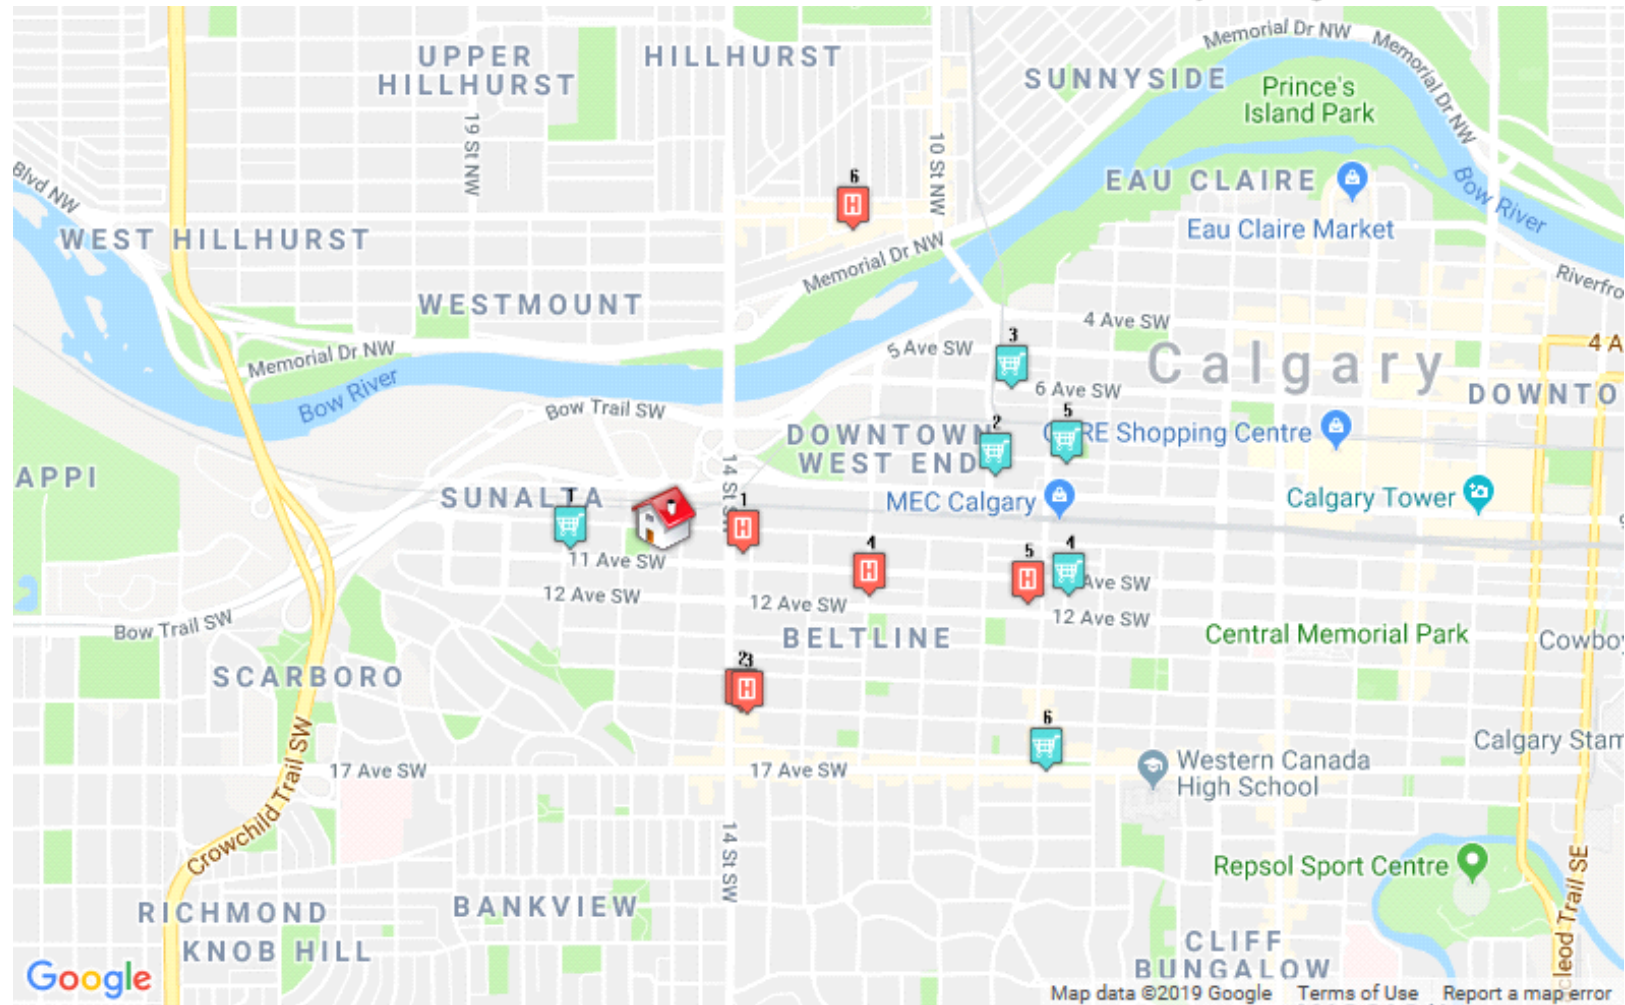 Memorial Dr NW
Memorial Dr NW
UPPER
HILLHURST
HILLHURST
SUNNYSIDE
Prince's
Island Park
19 St NW
10 St NW
Blvd NW
6
H
EAU CLAIRE
Bow River
Eau Claire Market
WEST HILLHURST
Memorial Dr NW
Riverfro
WESTMOUNT
4 Ave SW
3
5 Ave SW
Calgary
4 A
Memorial Dr NW
Bow River
6 Ave SW
DOWNTO
Bow Trail SW
5
2
DOWNTOWN
WEST END
RE Shopping Centre
14 St S
APPI
SUNALTA
1
1
H
MEC Calgary
Calgary Tower
9
11 Ave SW
4
H
5
H
4
Ave SW
12 Ave SW
12 Ave SW
12 Ave SW
Bow Trail SW
BELTLINE
Central Memorial Park
Cowboy
SCARBORO
23
H
6
Calgary Stam
17 Ave SW
17 Ave SW
Western Canada
High School
Crowchild Trail SW
14 St SW
Repsol Sport Centre
RICHMOND
KNOB HILL
BANKVIEW
CLIFF
BUNGALOW
cleod Trail SE
Google
Map data ©2019 Google
Terms of Use
Report a map error